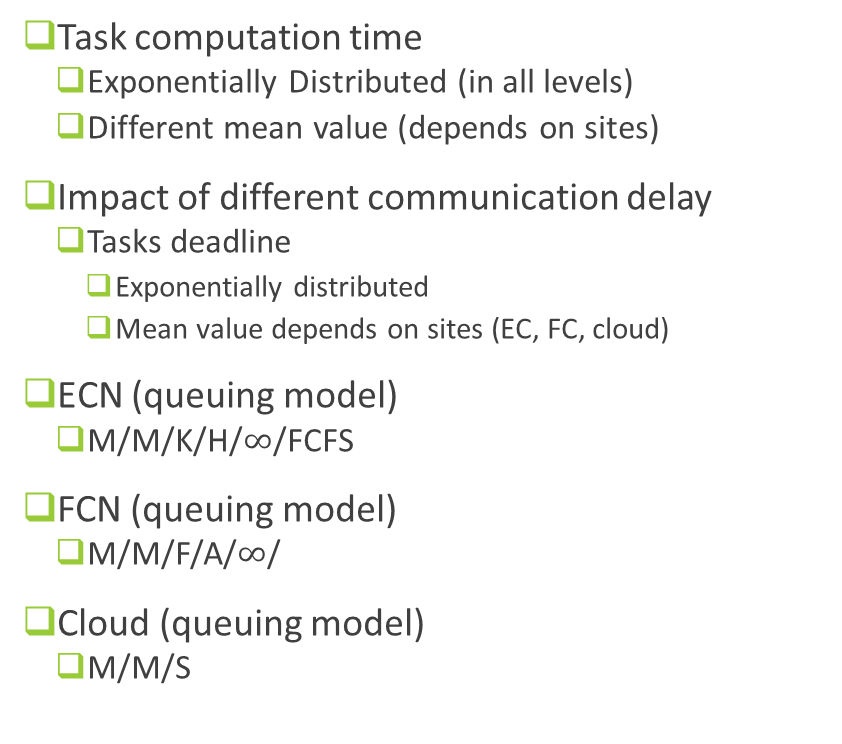 Task computation time
Exponentially Distributed (in all levels)
Different mean value (depends on sites)
Impact of different communication delay
Tasks deadline
Exponentially distributed
Mean value depends on sites (EC, FC, cloud)
ECN (queuing model)
M/M/K/H/∞/FCFS
FCN (queuing model)
M/M/F/A/∞/
Cloud (queuing model)
M/M/S